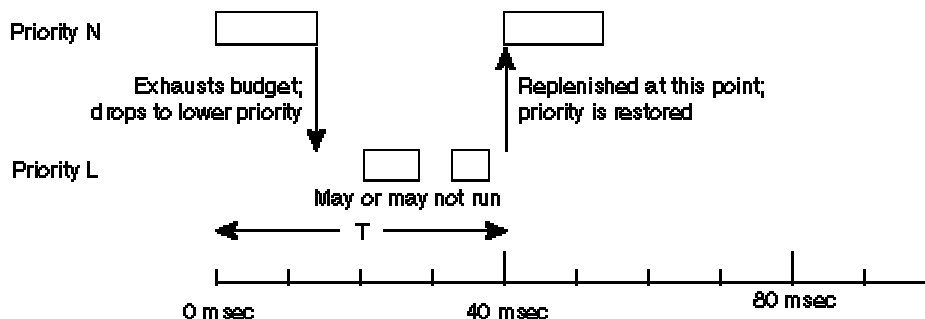 Priority N
Exhausts budget;
drops to lower priority
Replenished at this point;
priority is restored
Priority L
May or may not run
T
0 msec
40 msec
80 msec